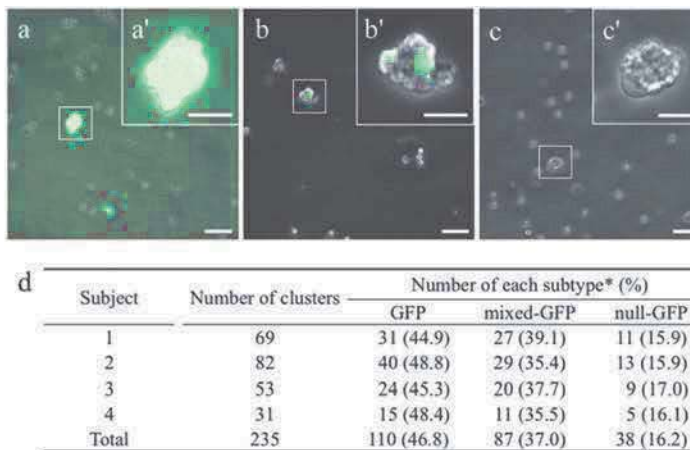 a a' b b' c c'
d
Number of each subtype* (%)
Subject Number of clusters
GFP mixed-GFP null-GFP
1 69 31 (44.9) 27 (39.1) 11 (15.9)
2 82 40 (48.8) 29 (35.4) 13 (15.9)
3 53 24 (45.3) 20 (37.7) 9 (17.0)
4 31 15 (48.4) 11 (35.5) 5 (16.1)
Total 235 110 (46.8) 87 (37.0) 38 (16.2)